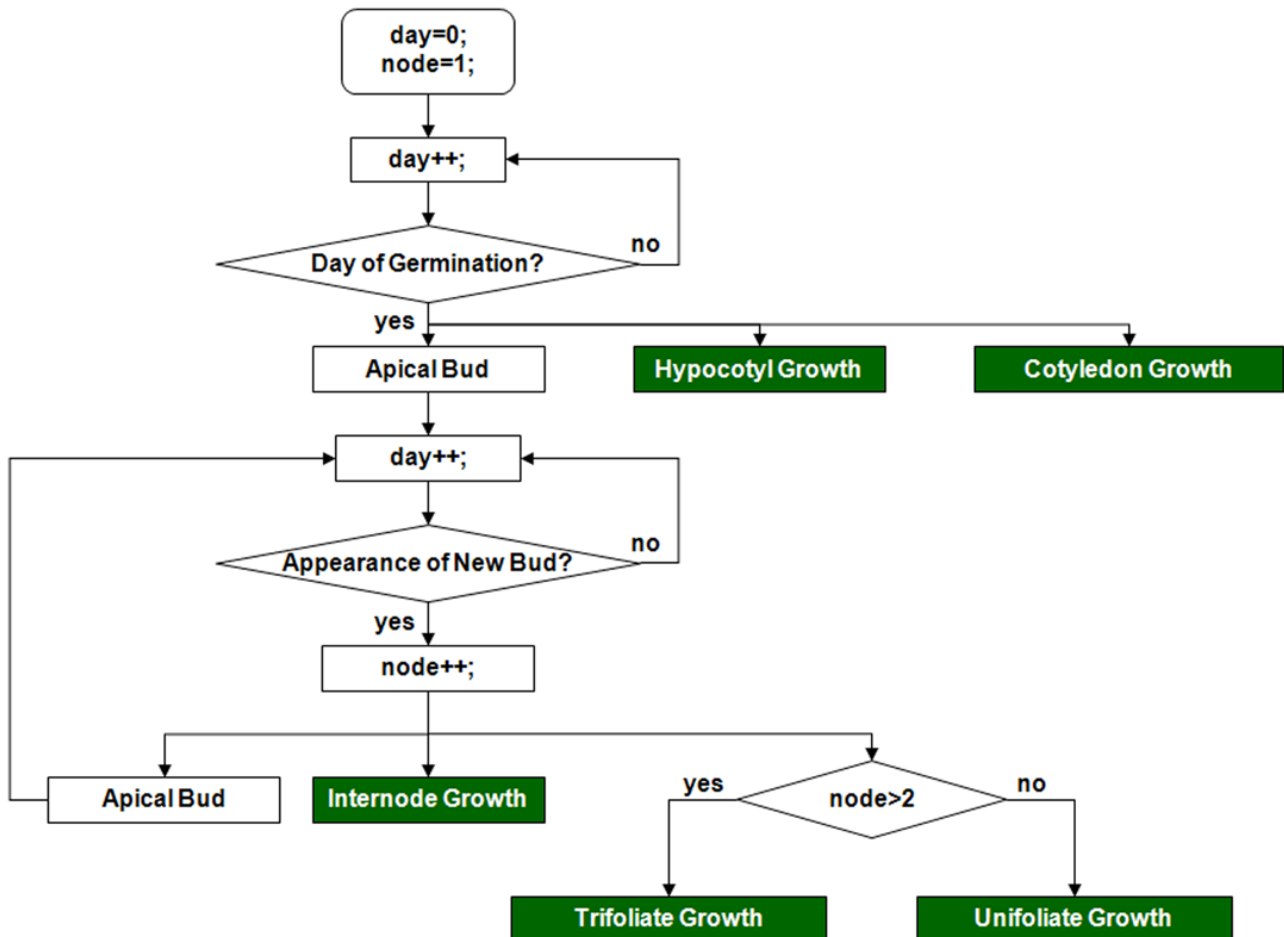 day=0;
node=1;
day++;
no
Day of Germination?
yes
Apical Bud
Hypocotyl Growth
Cotyledon Growth
day++;
no
Appearance of New Bud?
yes
node++;
Apical Bud
Internode Growth
yes
node>2
no
Trifoliate Growth
Unifoliate Growth